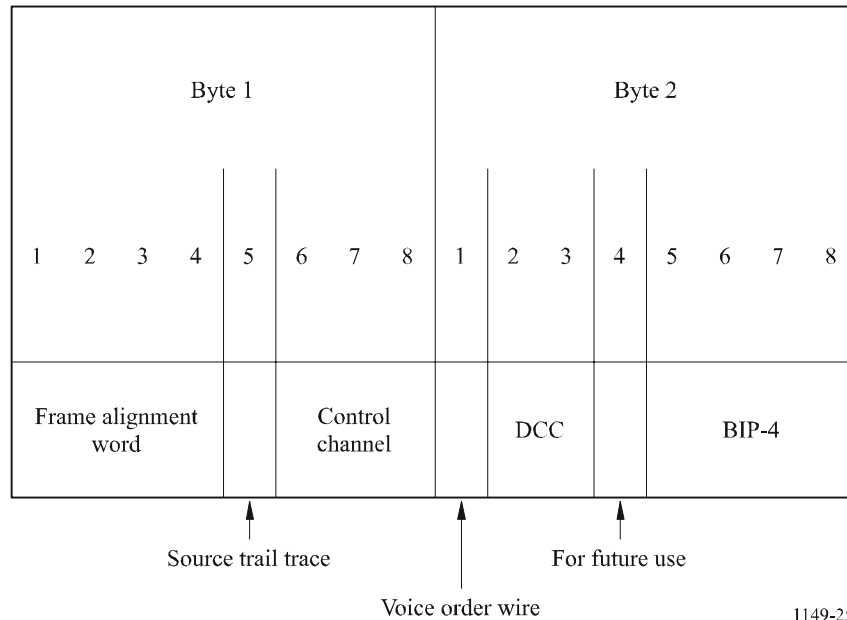 Byte 1 Byte 2
1 2 3 4 5 6 7 8 1 2 3 4 5 6 7 8
Frame alignment
word
Control
channel
DCC
BIP-4
Source trail trace
For future use
Voice order wire